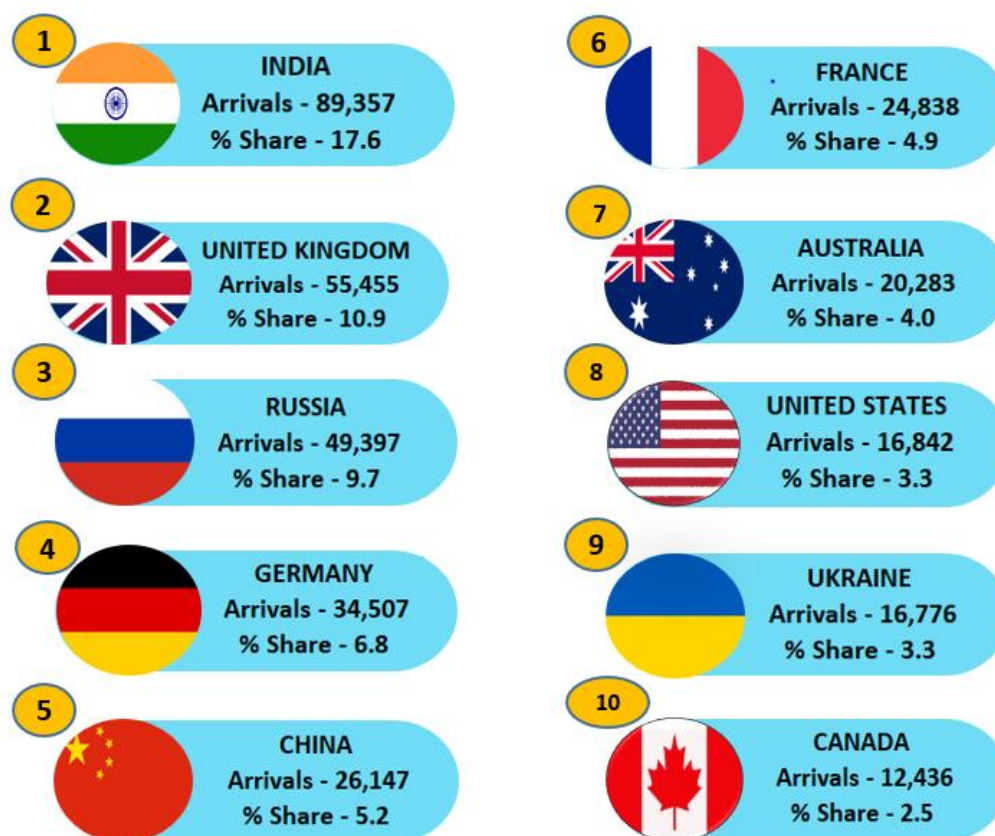 1
INDIA
Arrivals - 89,357
% Share - 17.6
2
UNITED KINGDOM
Arrivals - 55,455
% Share - 10.9
3
RUSSIA
Arrivals - 49,397
% Share - 9.7
4
GERMANY
Arrivals - 34,507
% Share - 6.8
5
CHINA
Arrivals - 26,147
% Share - 5.2
6
FRANCE
Arrivals - 24,838
% Share - 4.9
7
AUSTRALIA
Arrivals - 20,283
% Share - 4.0
8
UNITED STATES
Arrivals - 16,842
% Share - 3.3
9
UKRAINE
Arrivals - 16,776
% Share - 3.3
10
CANADA
Arrivals - 12,436
% Share - 2.5